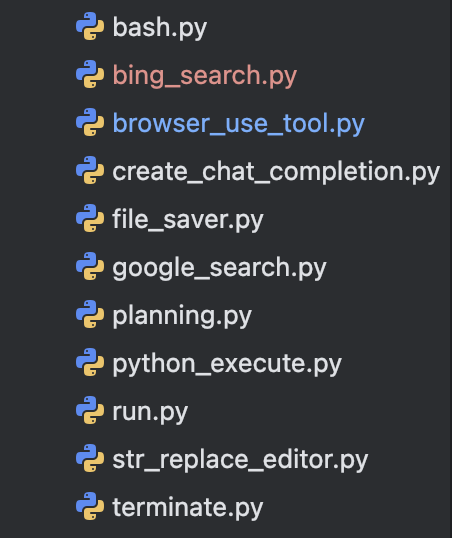 bash.py
bing_search.py
browser_use_tool.py
create_chat_completion.py
file_saver.py
google_search.py
planning.py
python_execute.py
run.py
str_replace_editor.py
terminate.py